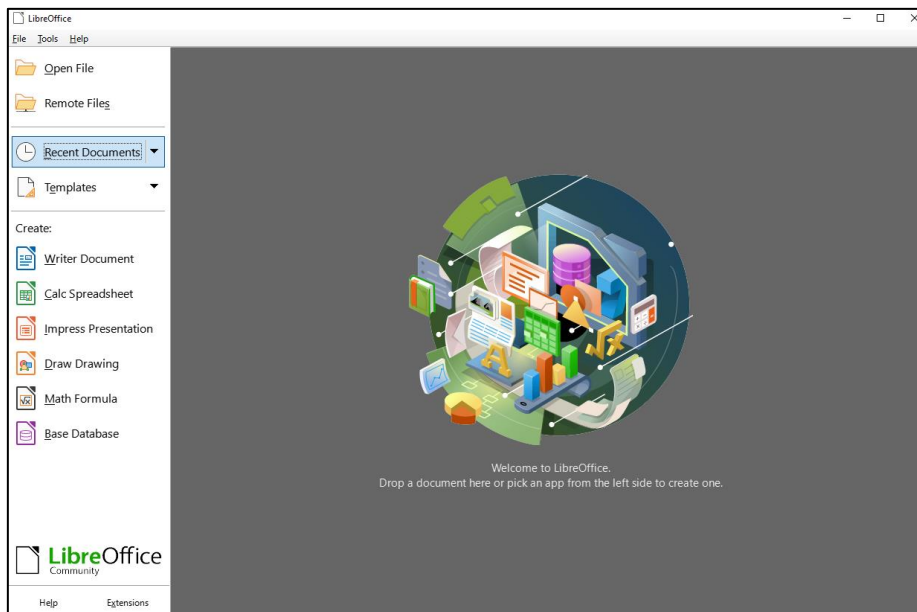 LibreOffice
File Tools Help
Open File
Remote Files
Recent Documents
Templates
Create:
Writer Document
Calc Spreadsheet
Impress Presentation
Draw Drawing
Math Formula
Base Database
Welcome to LibreOffice.
Drop a document here or pick an app from the left side to create one.
LibreOffice
Community
Help Extensions